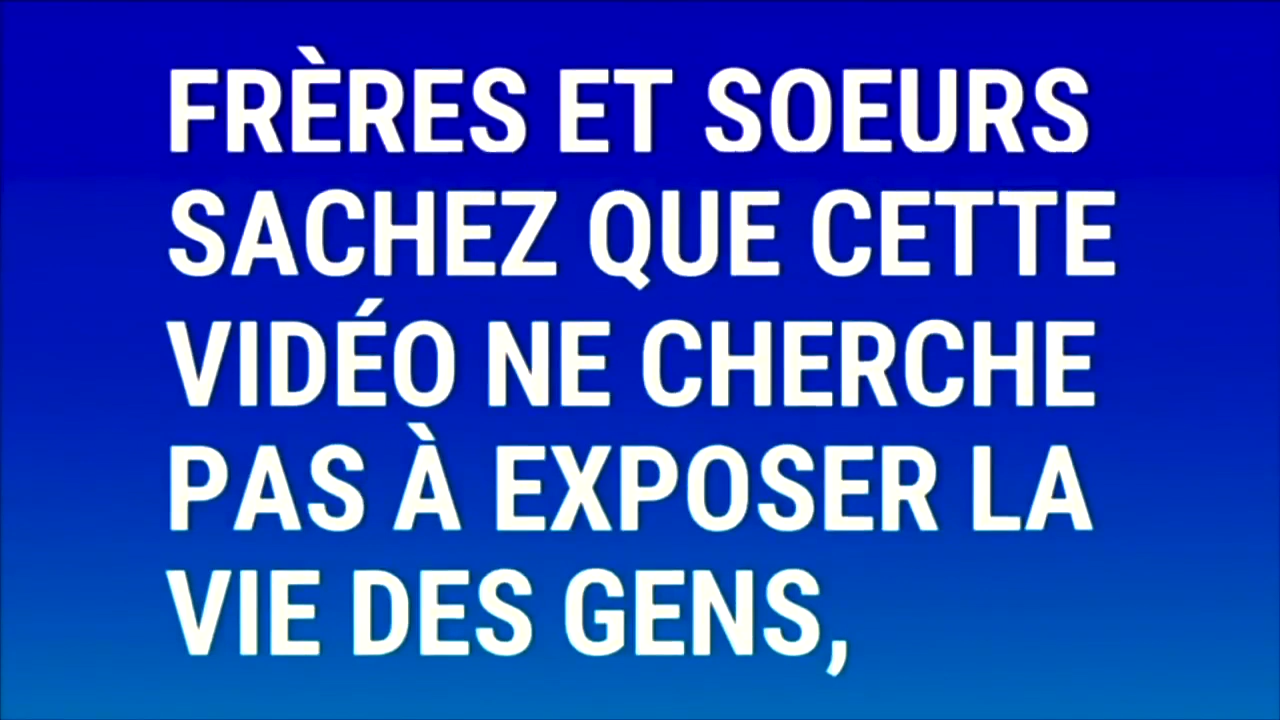 FRÈRES ET SOEURS
SACHEZ QUE CETTE
VIDÉO NE CHERCHE
PAS À EXPOSER LA
VIE DES GENS,